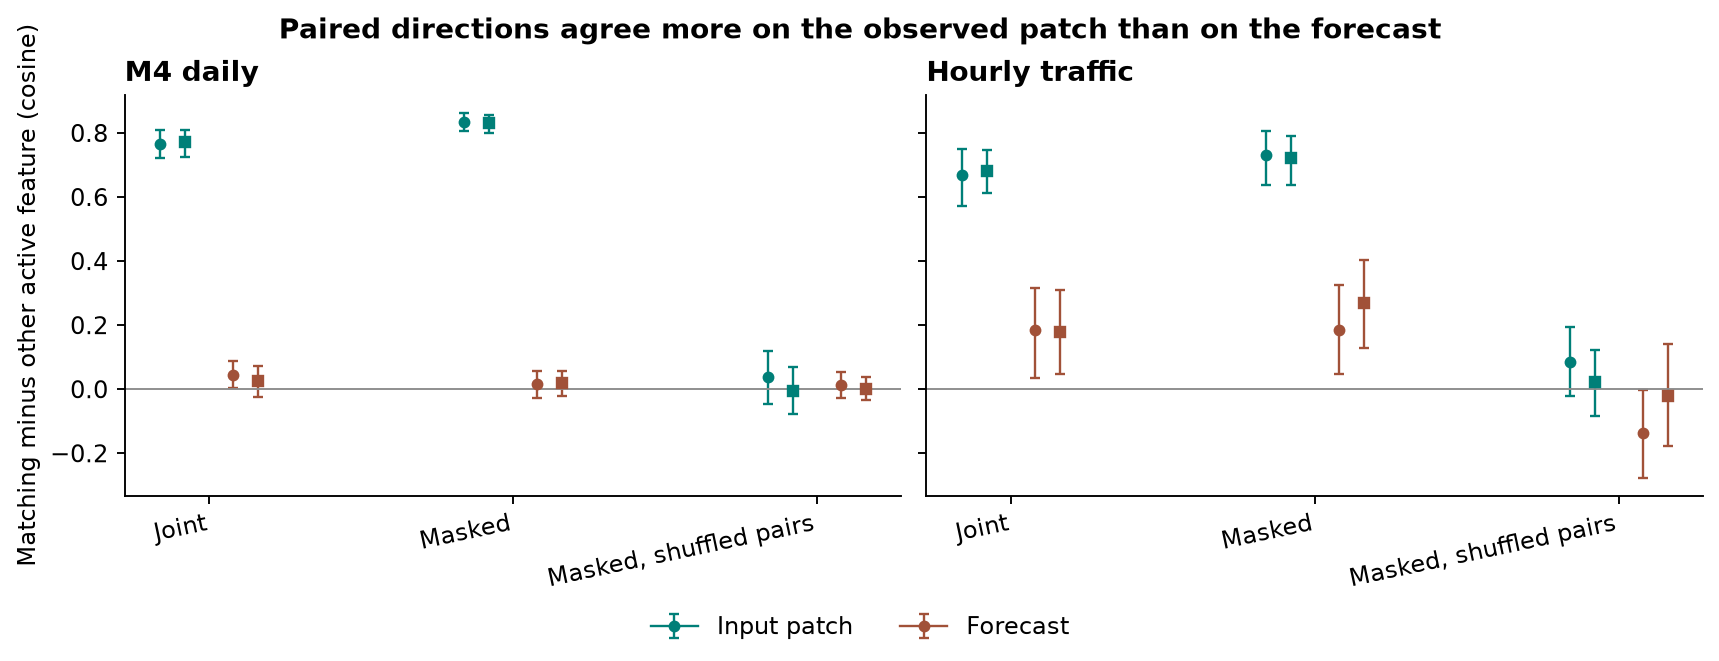 Paired directions agree more on the observed patch than on the forecast
M4 daily
Hourly traffic
Matching minus other active feature (cosine)
0.8
0.6
0.4
0.2
0.0
−0.2
Joint
Masked
Masked, shuffled pairs
Joint
Masked
Masked, shuffled pairs
Input patch
Forecast